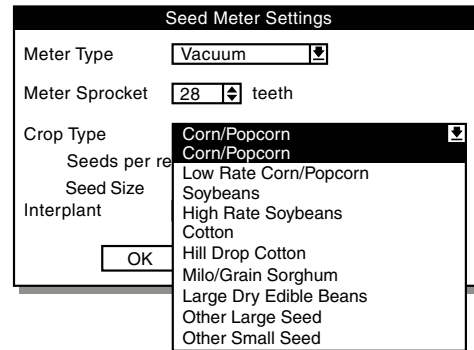 Seed Meter Settings
Meter Type Vacuum
Meter Sprocket 28 teeth
Crop Type Corn/Popcorn
Corn/Popcorn
Seeds per re
Low Rate Corn/Popcorn
Seed Size Soybeans
Interplant High Rate Soybeans
Cotton
OK Hill Drop Cotton
Milo/Grain Sorghum
Large Dry Edible Beans
Other Large Seed
Other Small Seed